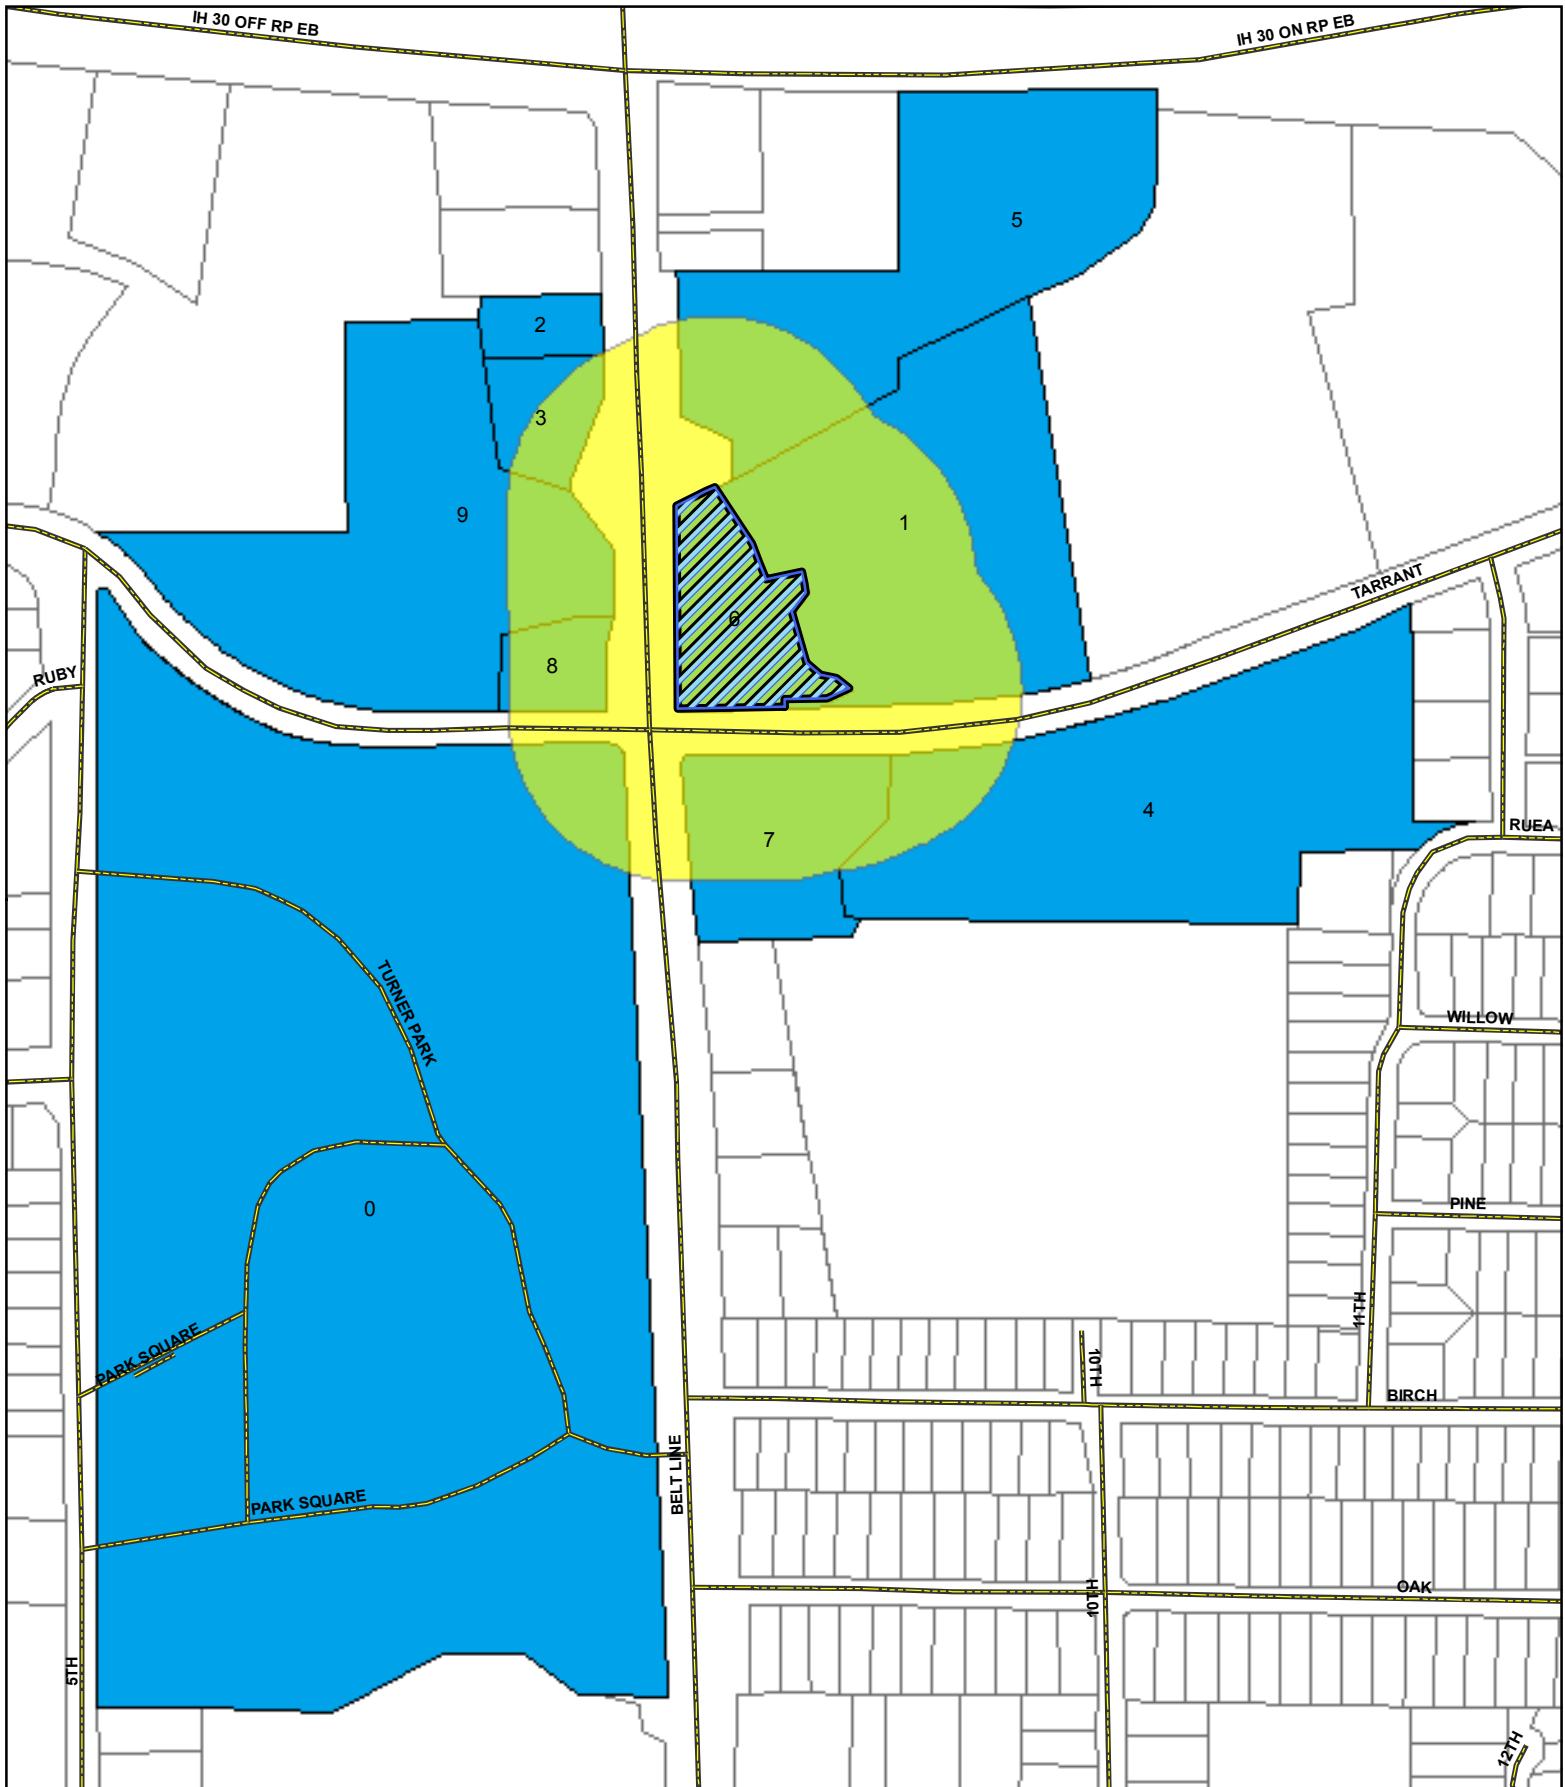 IH 30 OFF RP EB
IH 30 ON RP EB
5
2
3
9
1
TARRANT
6
8
RUBY
4
7
RUEA
TURNER PARK
WILLOW
0
PINE
11TH
PARK SQUARE
10TH
BIRCH
BELT LINE
PARK SQUARE
10TH
OAK
5TH
12TH